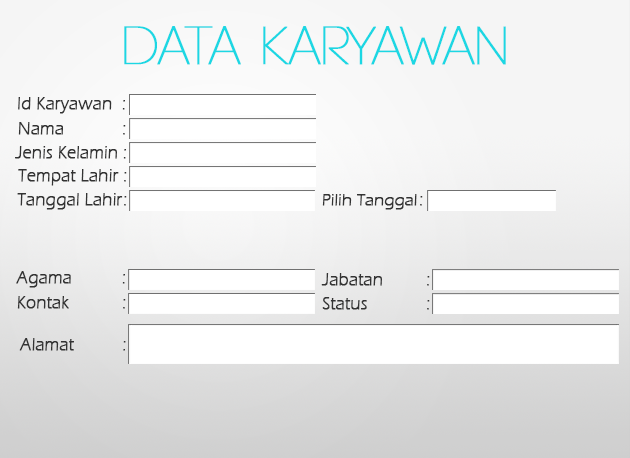 DATA KARYAWAN
Id Karyawan :
Nama :
Jenis Kelamin :
Tempat Lahir :
Tanggal Lahir: Pilih Tanggal:
Agama : Jabatan :
Kontak : Status :
Alamat :